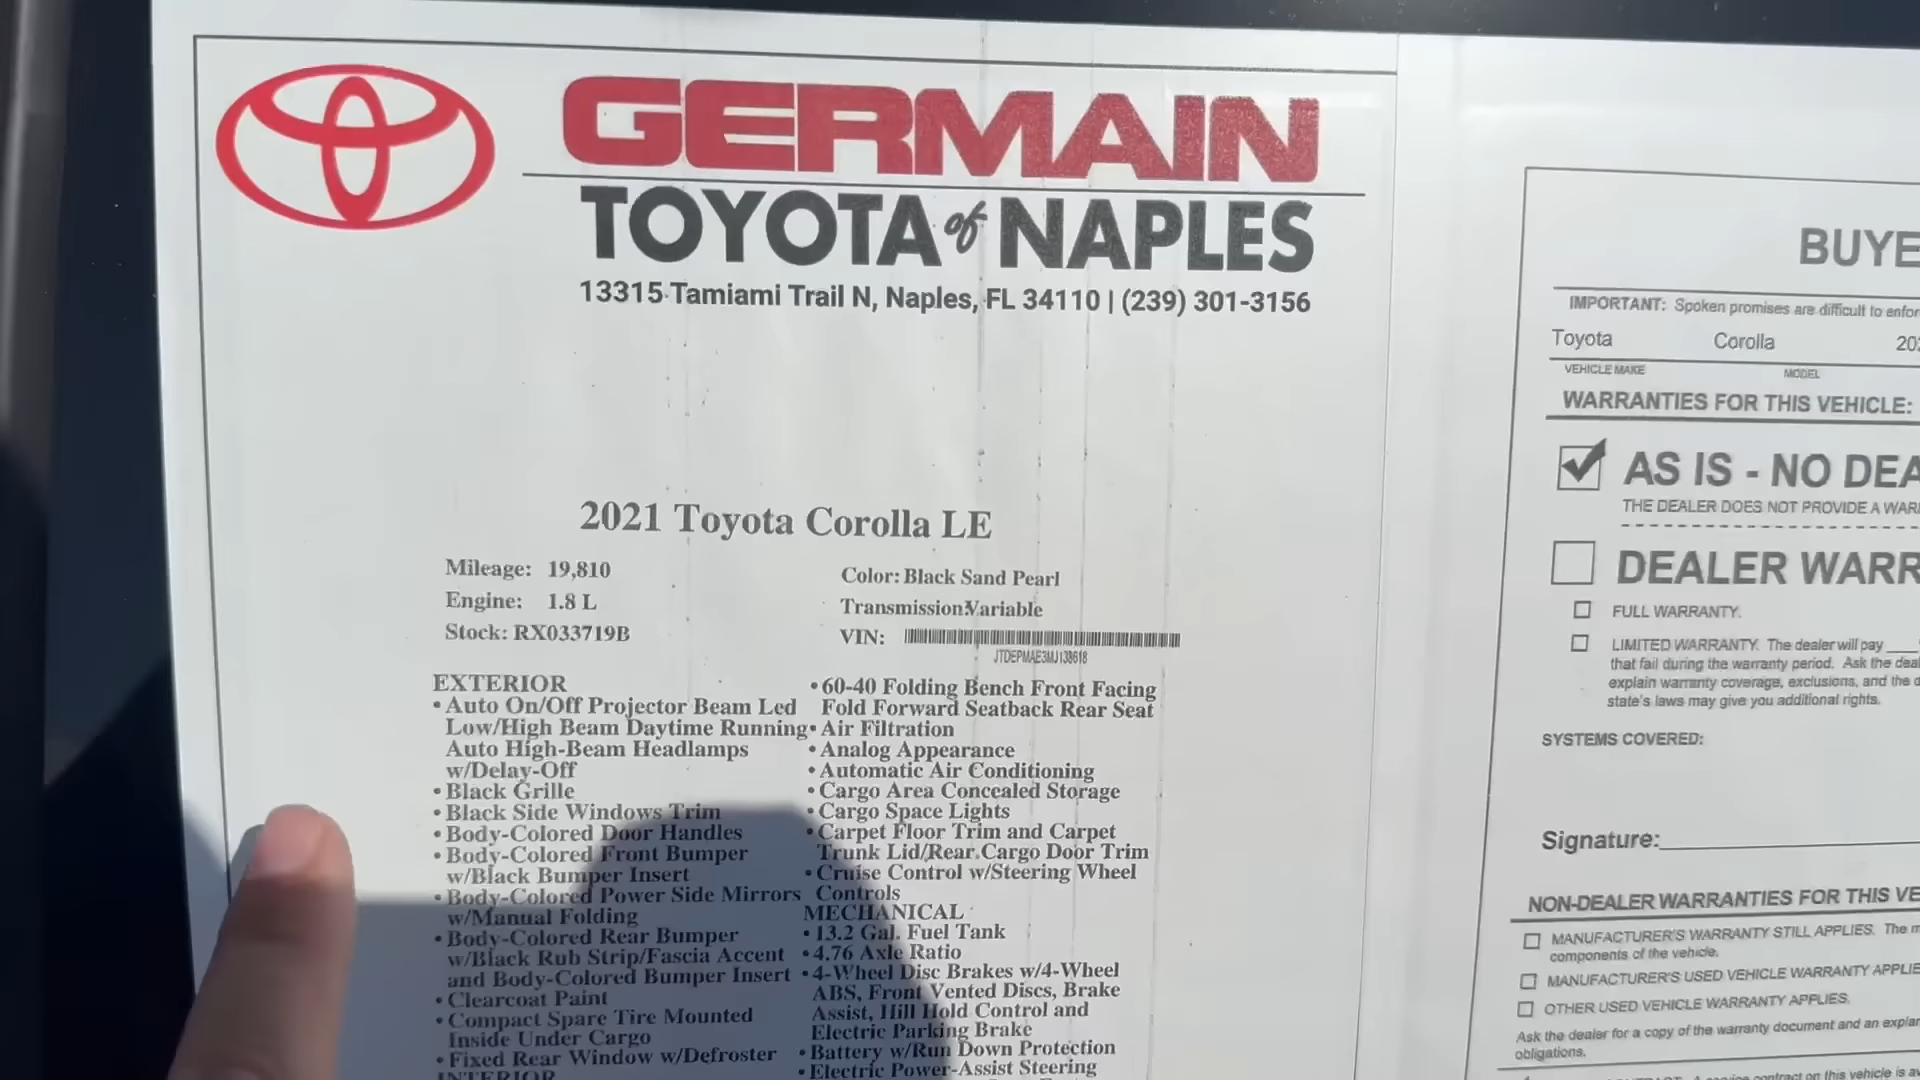 GERMAIN
TOYOTA of NAPLES
13315 Tamiami Trail N, Naples, FL 34110 | (239) 301-3156
2021 Toyota Corolla LE
Mileage: 19,810
Engine: 1.8 L
Stock: RX033719B
Color: Black Sand Pearl
Transmission:Variable
VIN:
JTDEPMAE3MJ138618
EXTERIOR
• Auto On/Off Projector Beam Led
Low/High Beam Daytime Running
Auto High-Beam Headlamps
w/Delay-Off
• Black Grille
• Black Side Windows Trim
• Body-Colored Door Handles
• Body-Colored Front Bumper
w/Black Bumper Insert
• Body-Colored Power Side Mirrors
w/Manual Folding
• Body-Colored Rear Bumper
w/Black Rub Strip/Fascia Accent
and Body-Colored Bumper Insert
• Clearcoat Paint
• Compact Spare Tire Mounted
Inside Under Cargo
• Fixed Rear Window w/Defroster
INTERIOR
• 60-40 Folding Bench Front Facing
Fold Forward Seatback Rear Seat
• Air Filtration
• Analog Appearance
• Automatic Air Conditioning
• Cargo Area Concealed Storage
• Cargo Space Lights
• Carpet Floor Trim and Carpet
Trunk Lid/Rear Cargo Door Trim
• Cruise Control w/Steering Wheel
Controls
MECHANICAL
• 13.2 Gal. Fuel Tank
• 4.76 Axle Ratio
• 4-Wheel Disc Brakes w/4-Wheel
ABS, Front Vented Discs, Brake
Assist, Hill Hold Control and
Electric Parking Brake
• Battery w/Run Down Protection
• Electric Power-Assist Steering
BUYE
IMPORTANT: Spoken promises are difficult to enfor
Toyota Corolla 20
VEHICLE MAKE MODEL
WARRANTIES FOR THIS VEHICLE:
AS IS - NO DEA
THE DEALER DOES NOT PROVIDE A WAR
DEALER WARR
FULL WARRANTY.
LIMITED WARRANTY. The dealer will pay
that fail during the warranty period. Ask the deal
explain warranty coverage, exclusions, and the d
state's laws may give you additional rights.
SYSTEMS COVERED:
Signature:
NON-DEALER WARRANTIES FOR THIS VE
MANUFACTURER'S WARRANTY STILL APPLIES. The m
components of the vehicle.
MANUFACTURER'S USED VEHICLE WARRANTY APPLIE
OTHER USED VEHICLE WARRANTY APPLIES.
Ask the dealer for a copy of the warranty document and an explan
obligations.